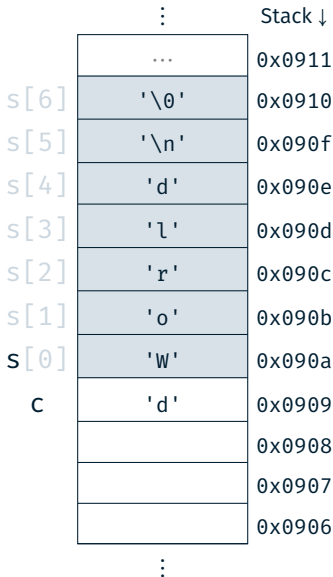 ⋮ Stack ↓
... 0x0911
s[6] '\0' 0x0910
s[5] '\n' 0x090f
s[4] 'd' 0x090e
s[3] 'l' 0x090d
s[2] 'r' 0x090c
s[1] 'o' 0x090b
s[0] 'W' 0x090a
c 'd' 0x0909
0x0908
0x0907
0x0906
⋮